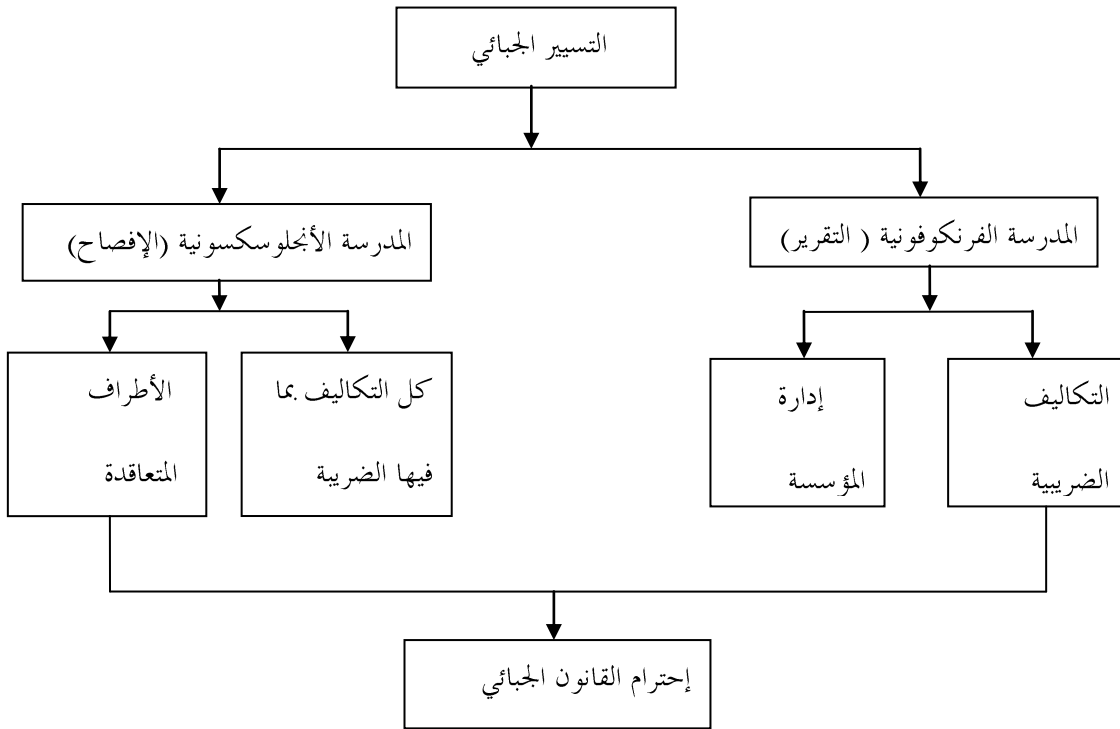 التسيير الجبائي
المدرسة الفرنكوفونية ( التقرير)
المدرسة الأنجلوسكسونية (الإفصاح)
التكاليف
الضريبية
إدارة
المؤسسة
كل التكاليف بما
فيها الضريبة
الأطراف
المتعاقدة
إحترام القانون الجبائي